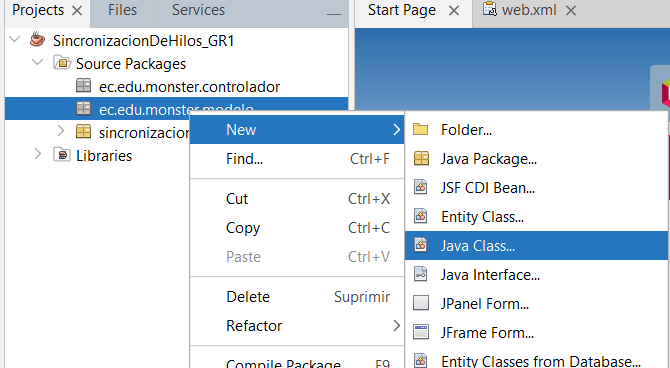 Projects
Files
Services
Start Page
web.xml
SincronizacionDeHilos_GR1
Source Packages
ec.edu.monster.controlador
ec.edu.monster.modelo
sincronizacion
Libraries
New
Find... Ctrl+F
Cut Ctrl+X
Copy Ctrl+C
Paste Ctrl+V
Delete Suprimir
Refactor
Compile Package F9
Folder...
Java Package...
JSF CDI Bean...
Entity Class...
Java Class...
Java Interface...
JPanel Form...
JFrame Form...
Entity Classes from Database...